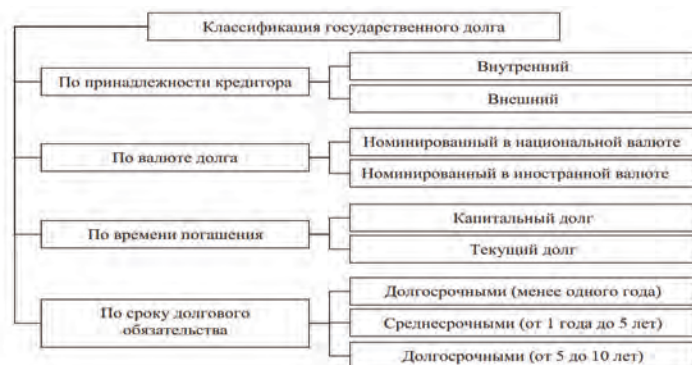 Классификация государственного долга
По принадлежности кредитора
Внутренний
Внешний
По валюте долга
Номинированный в национальной валюте
Номинированный в иностранной валюте
По времени погашения
Капитальный долг
Текущий долг
По сроку долгового
обязательства
Долгосрочными (менее одного года)
Среднесрочными (от 1 года до 5 лет)
Долгосрочными (от 5 до 10 лет)